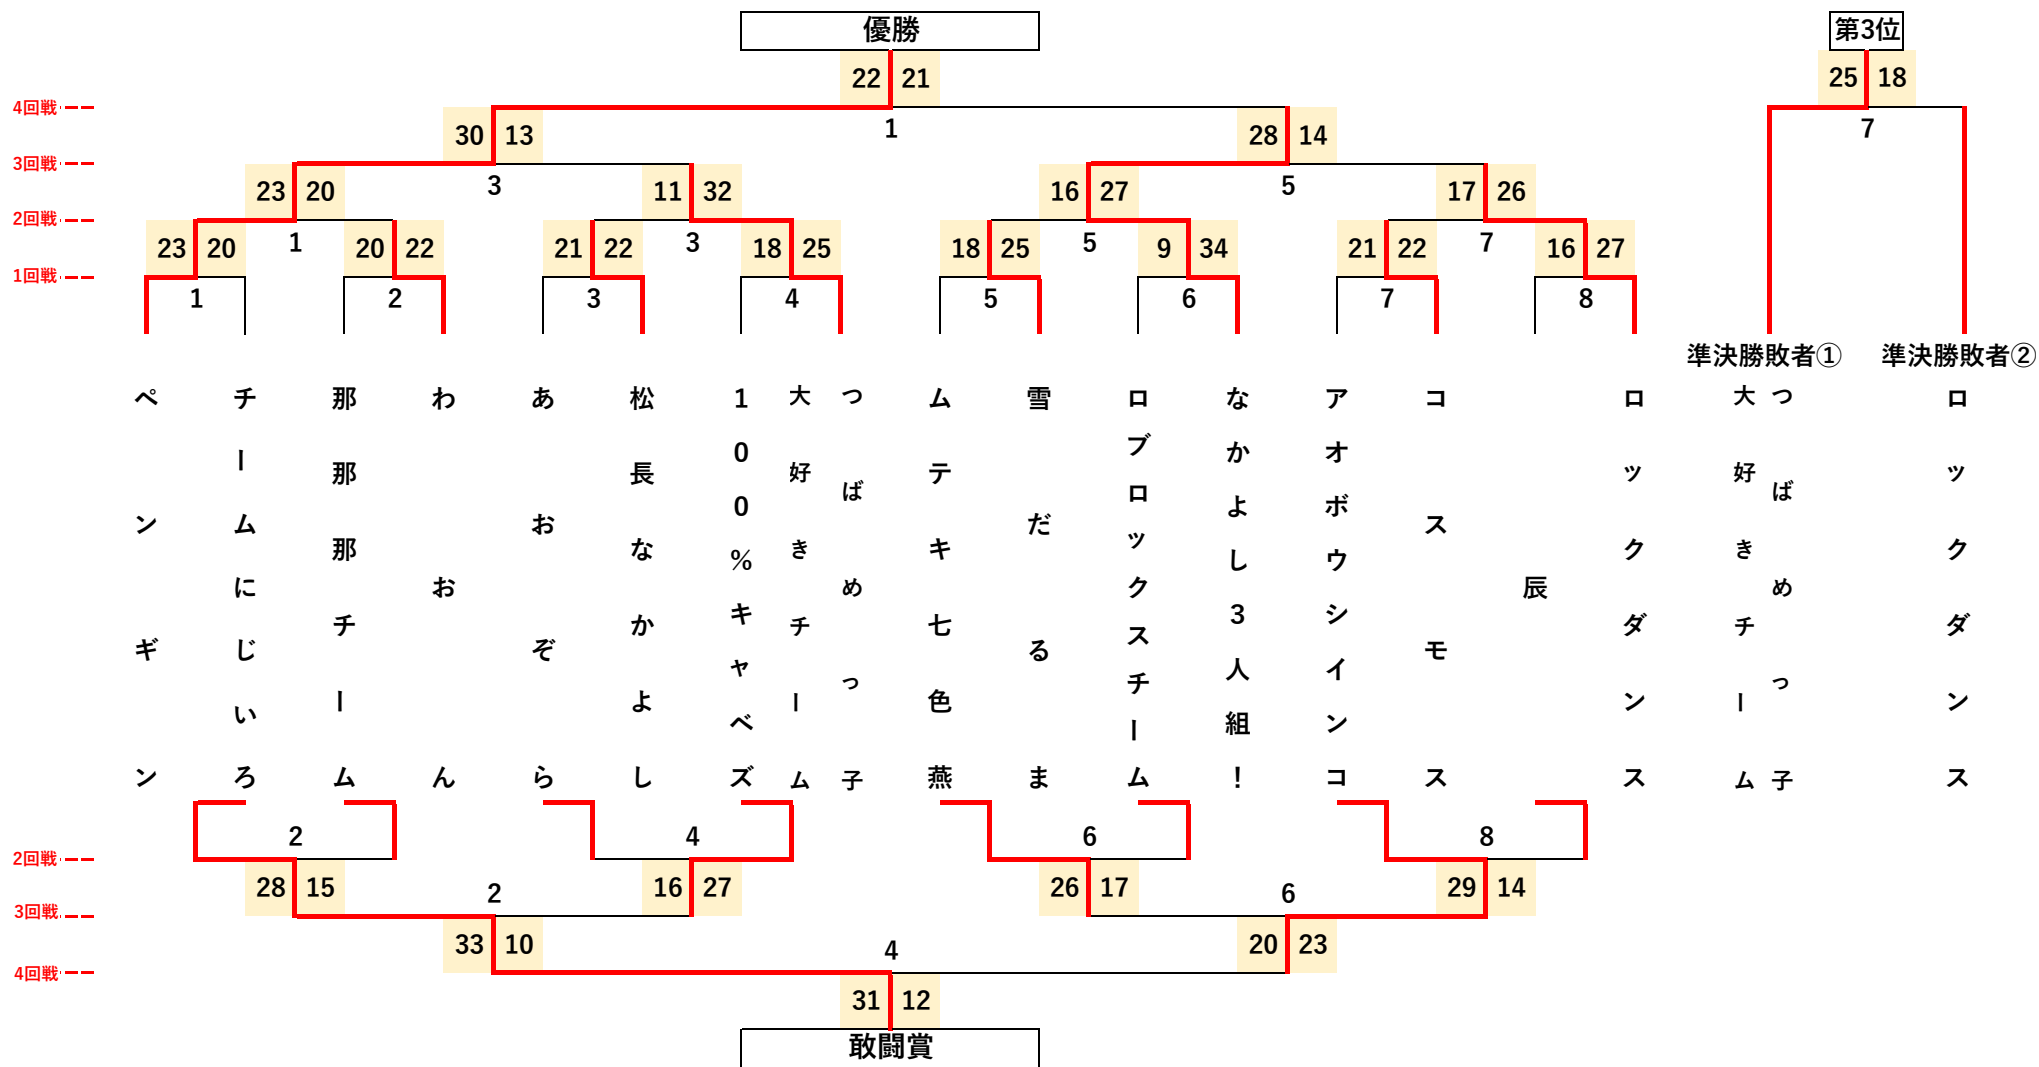 優勝
第3位
22 21
25 18
4回戦
1
7
30 13
28 14
3回戦
3
5
23 20
11 32
16 27
17 26
2回戦
1
3
5
7
23 20
20 22
21 22
18 25
18 25
9 34
21 22
16 27
1回戦
1
2
3
4
5
6
7
8
準決勝敗者①
準決勝敗者②
ペンギン
チームにじいろ
那那那チーム
わおん
あおぞら
松長なかよし
100%キャベズ
つばめっ子
大好きチーム
ムテキ七色燕
雪だるま
ロブロックスチーム
なかよし3人組!
アオボウシインコ
コスモス
辰
ロックダンス
つばめっ子
大好きチーム
ロックダンス
2
4
6
8
2回戦
28 15
16 27
26 17
29 14
2
6
3回戦
33 10
20 23
4
4回戦
31 12
敢闘賞